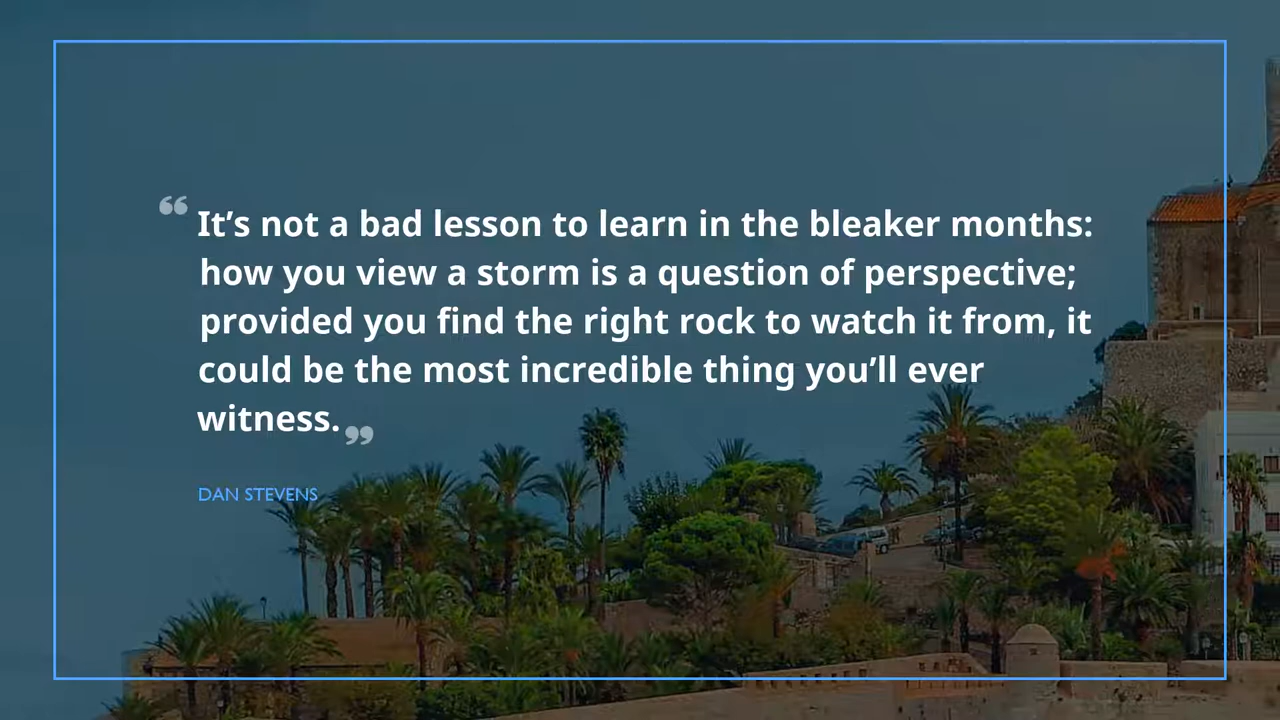 “It’s not a bad lesson to learn in the bleaker months:
how you view a storm is a question of perspective;
provided you find the right rock to watch it from, it
could be the most incredible thing you’ll ever
witness.”
DAN STEVENS